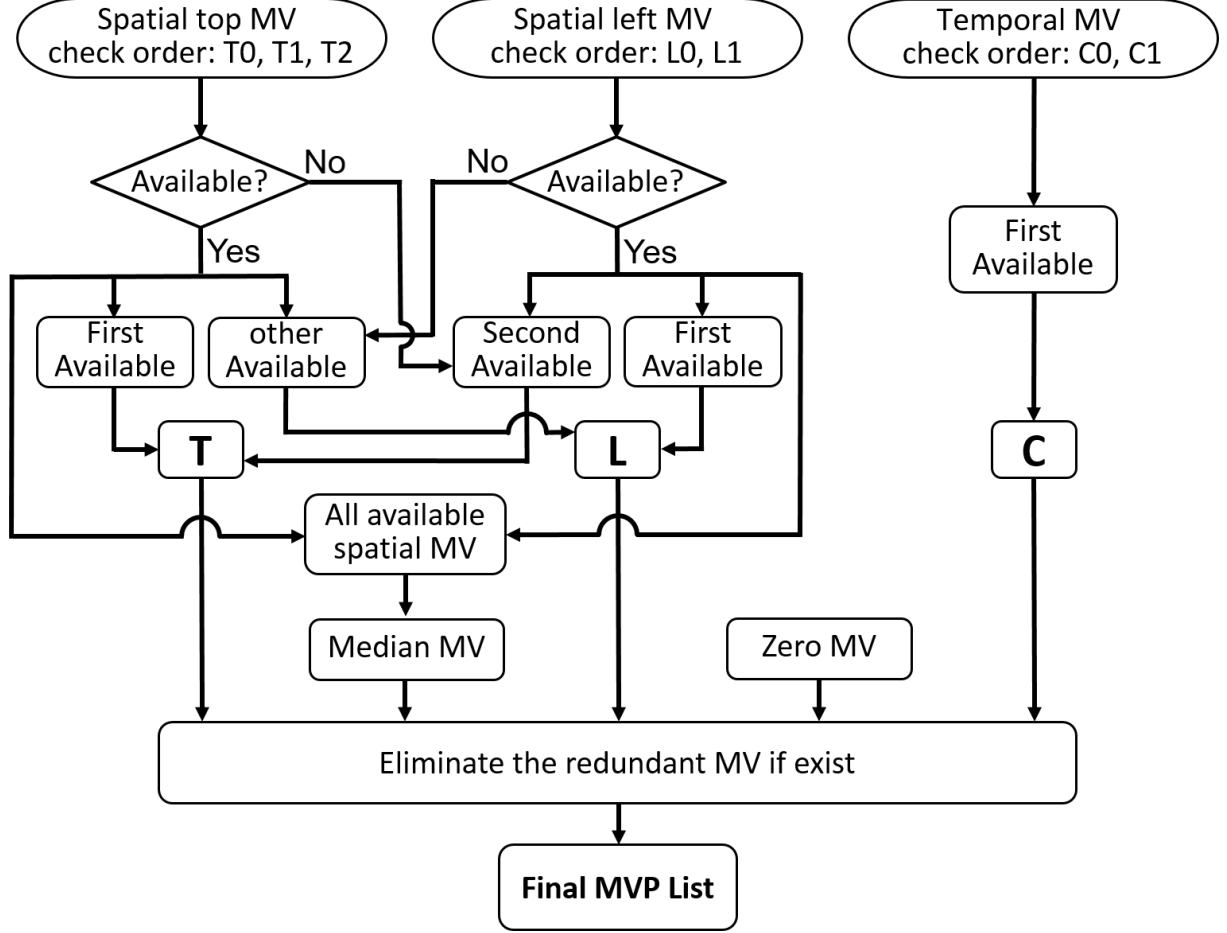 Spatial top MV
check order: T0, T1, T2
Spatial left MV
check order: L0, L1
Temporal MV
check order: C0, C1
Available?
No
Yes
No
Available?
Yes
First
Available
First
Available
other
Available
Second
Available
First
Available
T
L
C
All available
spatial MV
Median MV
Zero MV
Eliminate the redundant MV if exist
Final MVP List